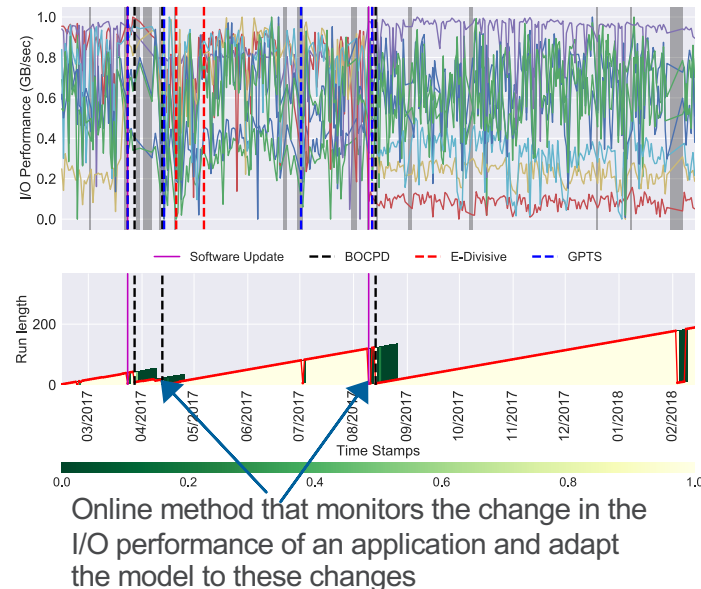 1.0
0.8
0.6
0.4
0.2
0.0
I/O Performance (GB/sec)
Software Update BOCPD E-Divisive GPTS
Run length
200
0
03/2017 04/2017 05/2017 06/2017 07/2017 08/2017 09/2017 10/2017 11/2017 12/2017 01/2018 02/2018
Time Stamps
0.0 0.2 0.4 0.6 0.8 1.0
Online method that monitors the change in the
I/O performance of an application and adapt
the model to these changes